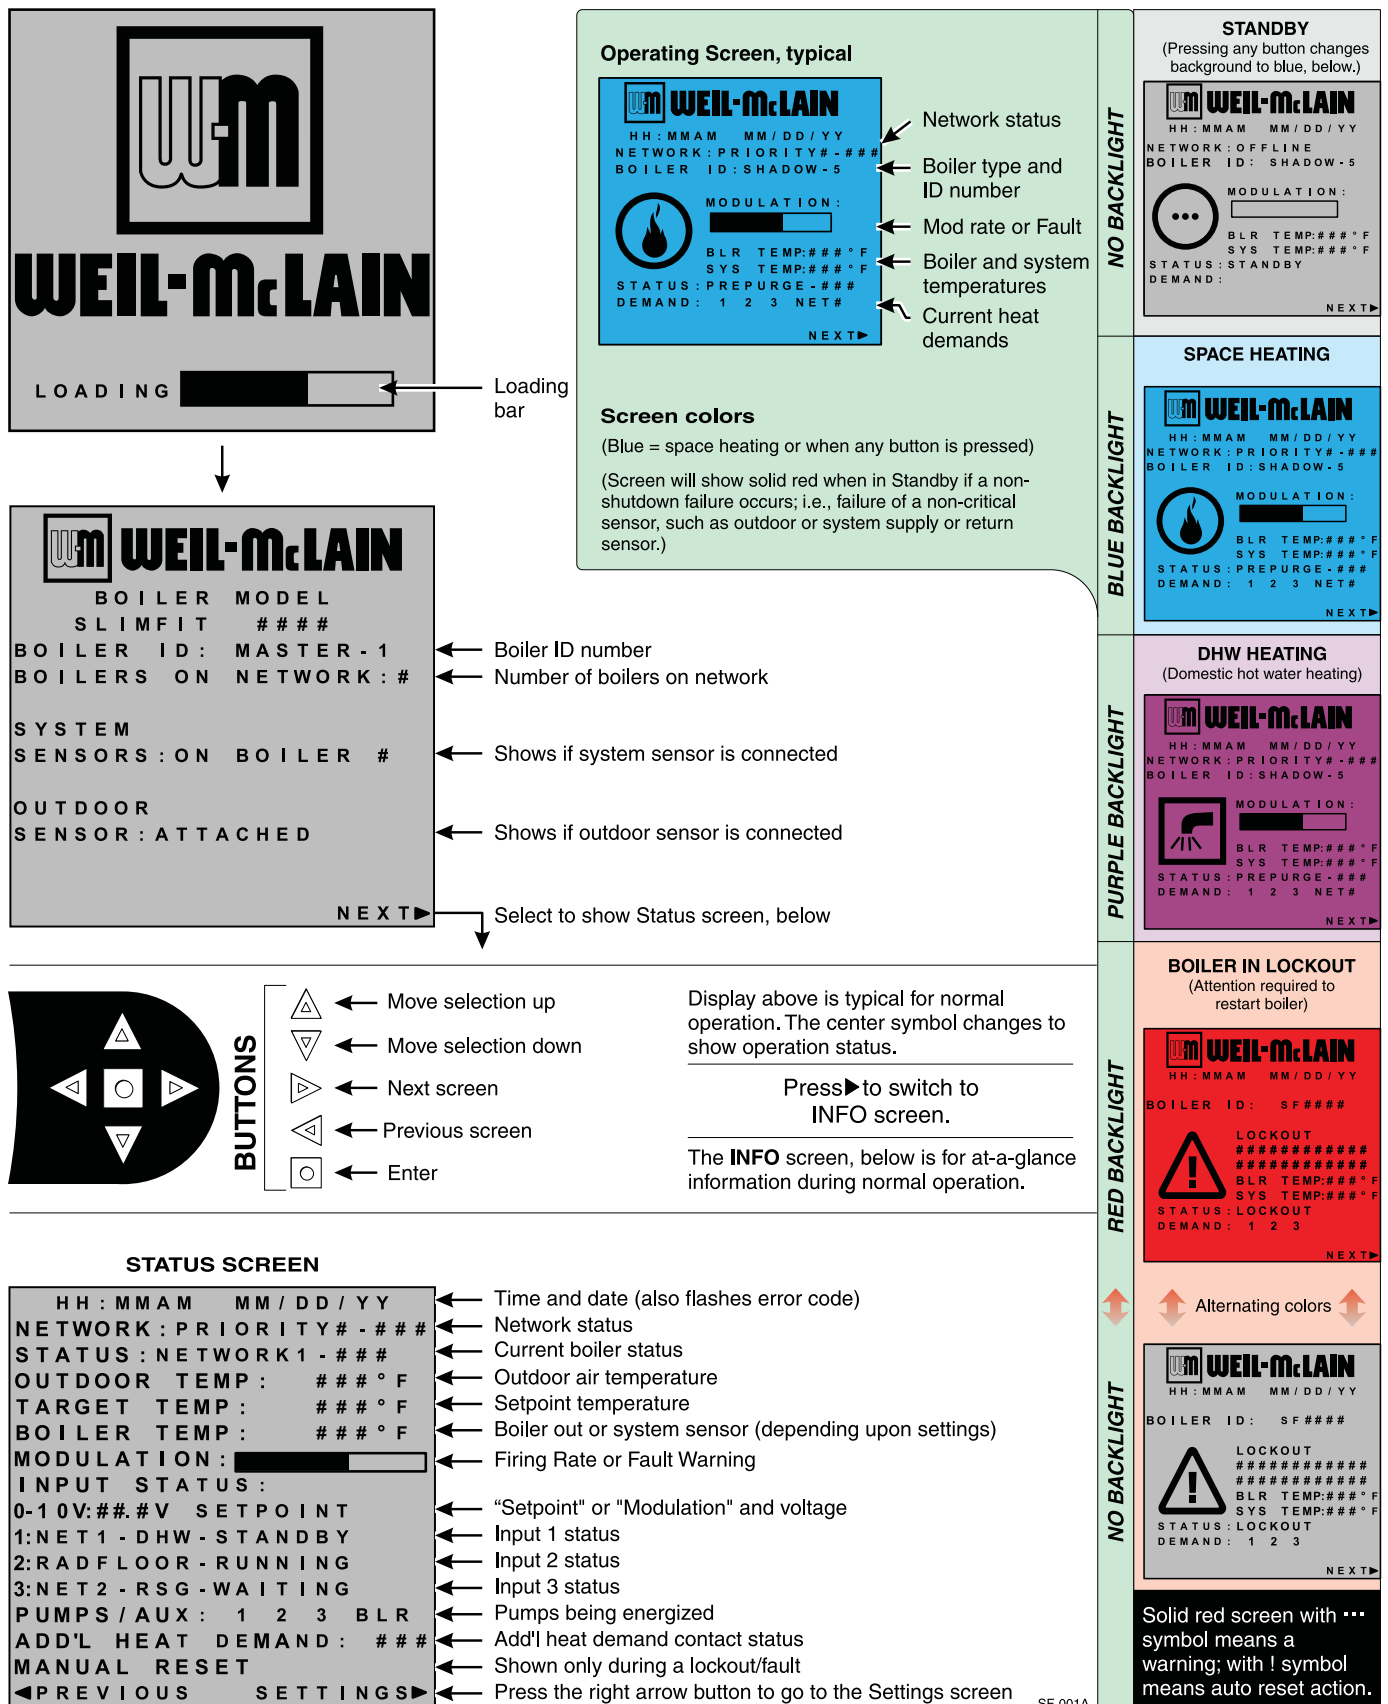 WM
WEIL-McLAIN
LOADING
Loading
bar
WM WEIL-McLAIN
BOILER MODEL
SLIMFIT ####
BOILER ID: MASTER-1
Boiler ID number
BOILERS ON NETWORK:#
Number of boilers on network
SYSTEM
SENSORS:ON BOILER #
Shows if system sensor is connected
OUTDOOR
SENSOR:ATTACHED
Shows if outdoor sensor is connected
NEXT▶
Select to show Status screen, below
Operating Screen, typical
WM WEIL-McLAIN
HH:MMAM MM/DD/YY
NETWORK:PRIORITY#-###
BOILER ID:SHADOW-5
MODULATION:
BLR TEMP:###°F
SYS TEMP:###°F
STATUS:PREPURGE-###
DEMAND: 1 2 3 NET#
NEXT▶
Network status
Boiler type and
ID number
Mod rate or Fault
Boiler and system
temperatures
Current heat
demands
Screen colors
(Blue = space heating or when any button is pressed)
(Screen will show solid red when in Standby if a non-
shutdown failure occurs; i.e., failure of a non-critical
sensor, such as outdoor or system supply or return
sensor.)
NO BACKLIGHT
STANDBY
(Pressing any button changes
background to blue, below.)
WM WEIL-McLAIN
HH:MMAM MM/DD/YY
NETWORK:OFFLINE
BOILER ID: SHADOW-5
MODULATION:
BLR TEMP:###°F
SYS TEMP:###°F
STATUS:STANDBY
DEMAND:
NEXT▶
BLUE BACKLIGHT
SPACE HEATING
WM WEIL-McLAIN
HH:MMAM MM/DD/YY
NETWORK:PRIORITY#-###
BOILER ID:SHADOW-5
MODULATION:
BLR TEMP:###°F
SYS TEMP:###°F
STATUS:PREPURGE-###
DEMAND: 1 2 3 NET#
NEXT▶
PURPLE BACKLIGHT
DHW HEATING
(Domestic hot water heating)
WM WEIL-McLAIN
HH:MMAM MM/DD/YY
NETWORK:PRIORITY#-###
BOILER ID:SHADOW-5
MODULATION:
BLR TEMP:###°F
SYS TEMP:###°F
STATUS:PREPURGE-###
DEMAND: 1 2 3 NET#
NEXT▶
RED BACKLIGHT
BOILER IN LOCKOUT
(Attention required to
restart boiler)
WM WEIL-McLAIN
HH:MMAM MM/DD/YY
BOILER ID: SF####
LOCKOUT
############
############
BLR TEMP:###°F
SYS TEMP:###°F
STATUS:LOCKOUT
DEMAND: 1 2 3
NEXT▶
Alternating colors
NO BACKLIGHT
WM WEIL-McLAIN
HH:MMAM MM/DD/YY
BOILER ID: SF####
LOCKOUT
############
############
BLR TEMP:###°F
SYS TEMP:###°F
STATUS:LOCKOUT
DEMAND: 1 2 3
NEXT▶
Solid red screen with ···
symbol means a
warning; with ! symbol
means auto reset action.
BUTTONS
Move selection up
Move selection down
Next screen
Previous screen
Enter
Display above is typical for normal
operation. The center symbol changes to
show operation status.
Press▶to switch to
INFO screen.
The INFO screen, below is for at-a-glance
information during normal operation.
STATUS SCREEN
HH:MMAM MM/DD/YY
Time and date (also flashes error code)
NETWORK:PRIORITY#-###
Network status
STATUS:NETWORK1-###
Current boiler status
OUTDOOR TEMP: ###°F
Outdoor air temperature
TARGET TEMP: ###°F
Setpoint temperature
BOILER TEMP: ###°F
Boiler out or system sensor (depending upon settings)
MODULATION:
Firing Rate or Fault Warning
INPUT STATUS:
0-10V:##.#V SETPOINT
“Setpoint" or "Modulation" and voltage
1:NET1-DHW-STANDBY
Input 1 status
2:RADFLOOR-RUNNING
Input 2 status
3:NET2-RSG-WAITING
Input 3 status
PUMPS/AUX: 1 2 3 BLR
Pumps being energized
ADD'L HEAT DEMAND: ###
Add'l heat demand contact status
MANUAL RESET
Shown only during a lockout/fault
◀PREVIOUS SETTINGS▶
Press the right arrow button to go to the Settings screen
SF-001A